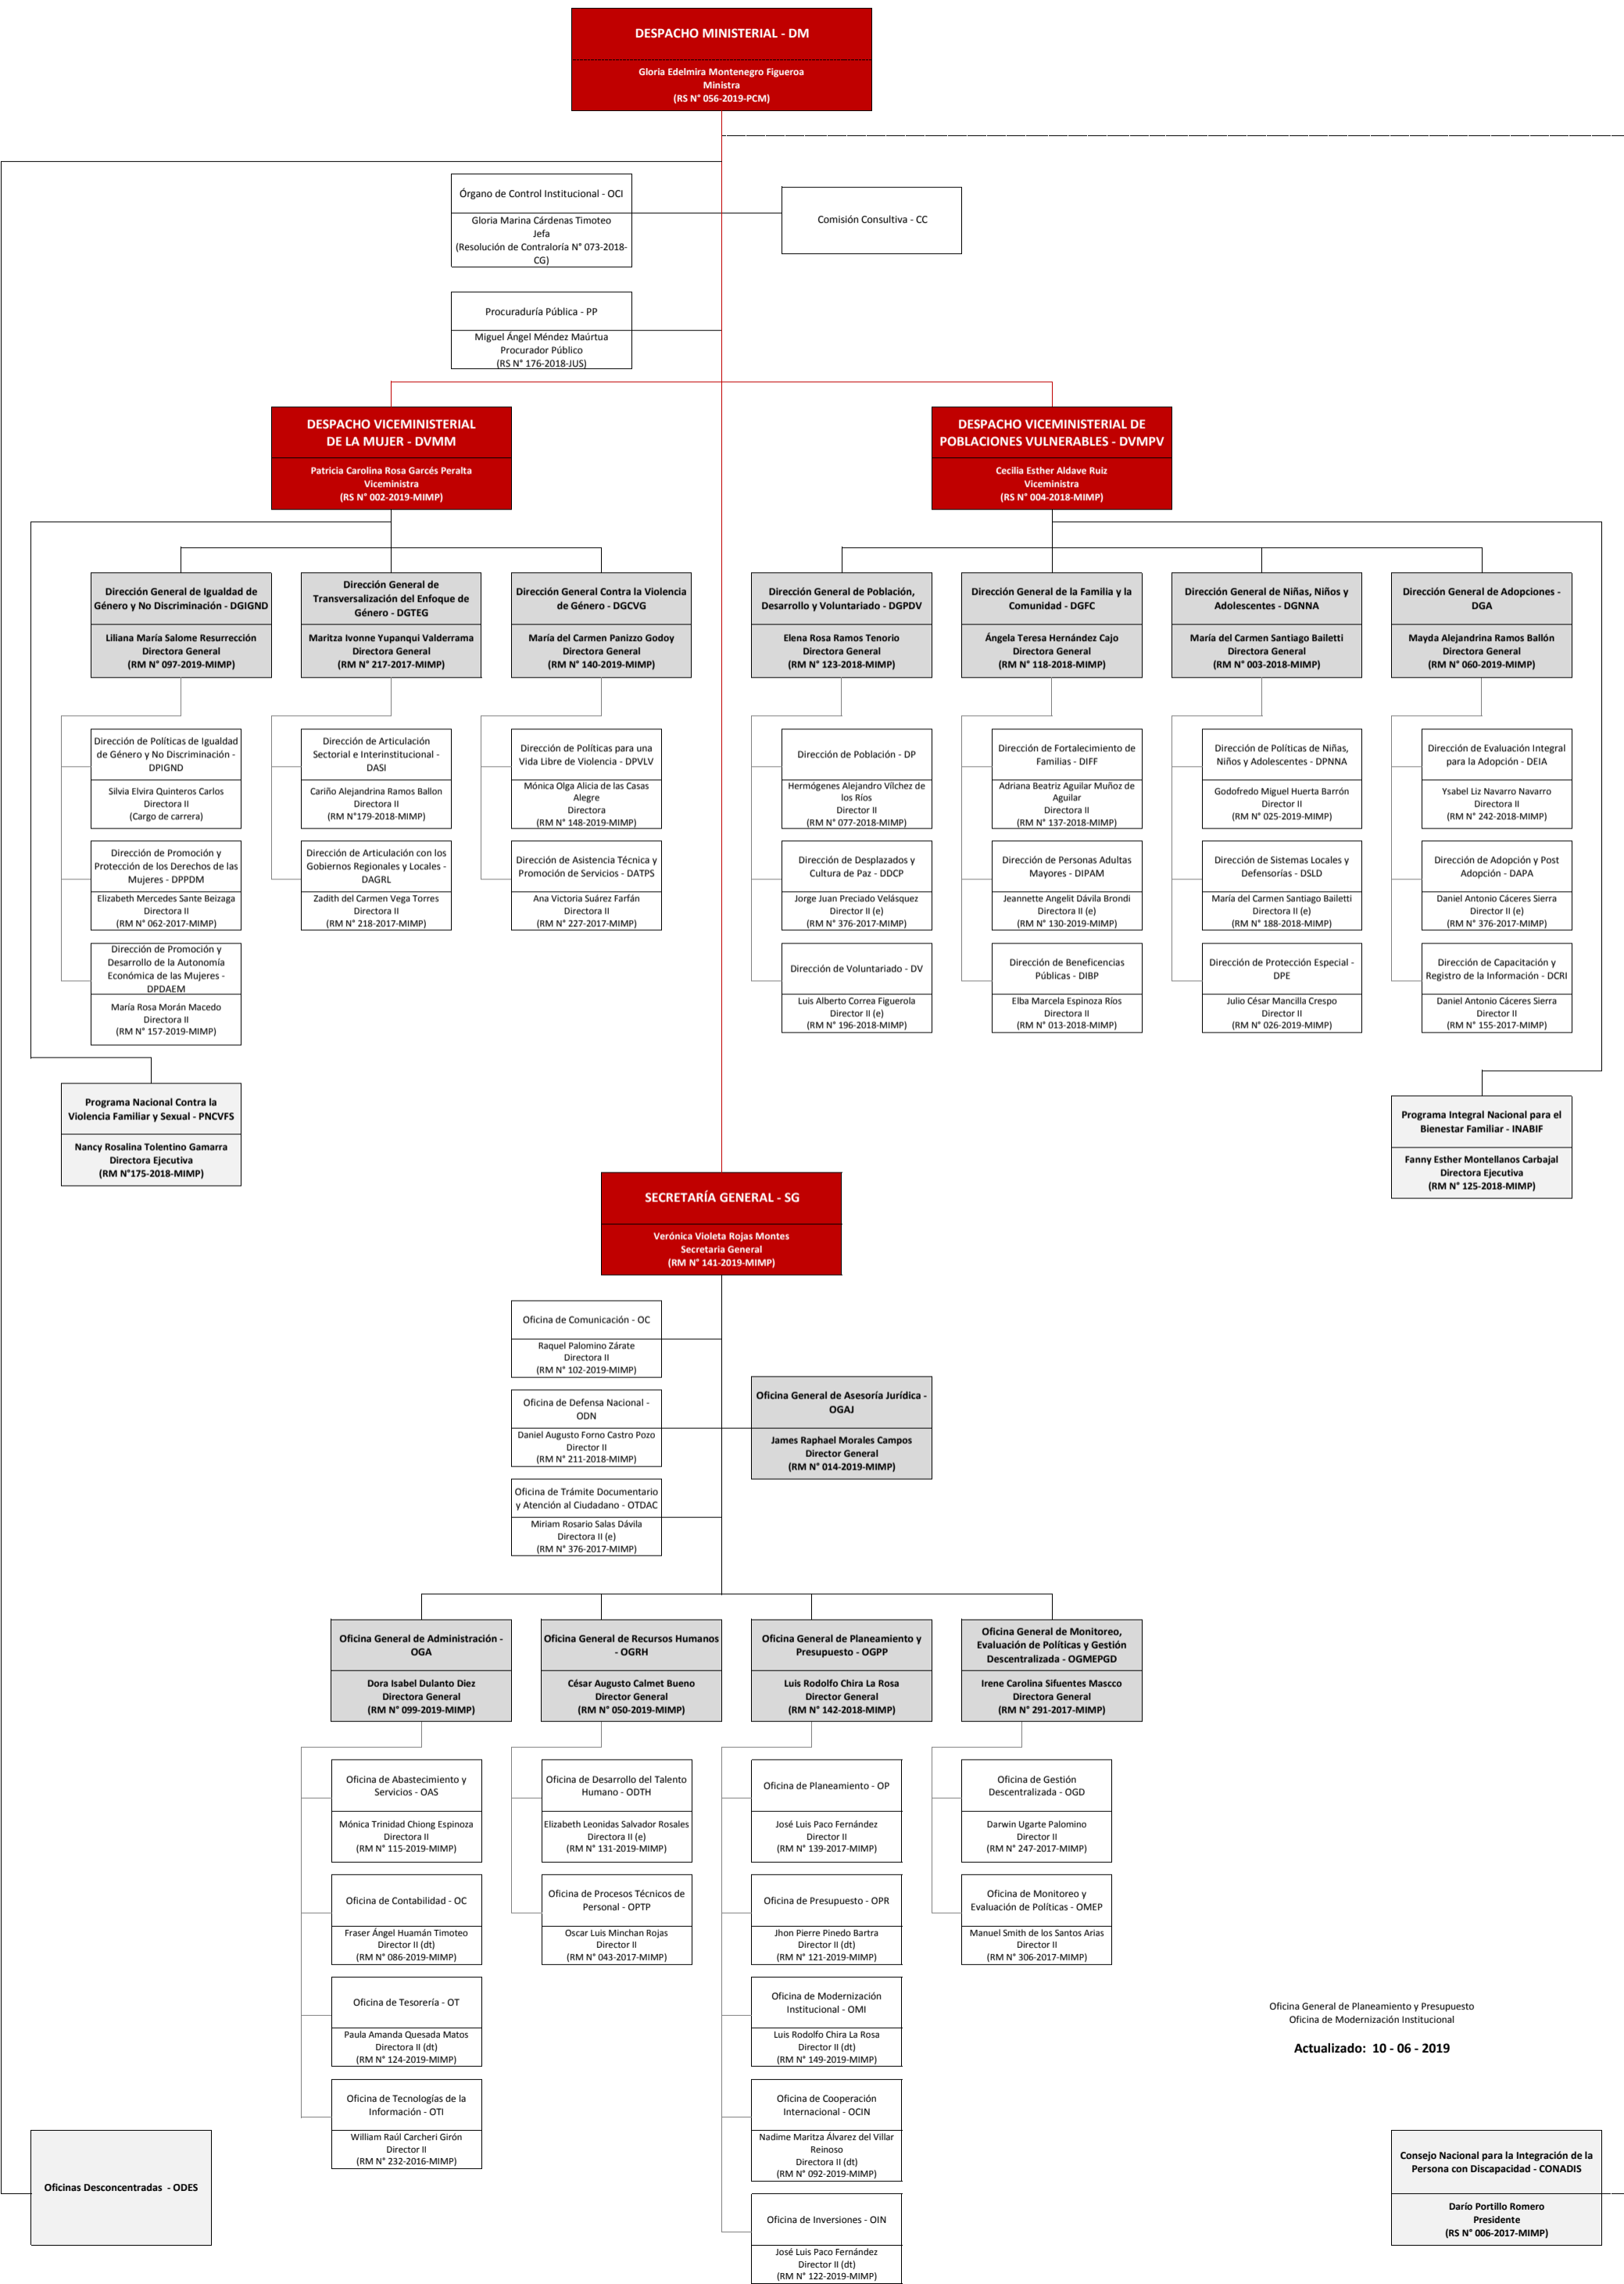 DESPACHO MINISTERIAL - DM
Gloria Edelmira Montenegro Figueroa
Ministra
(RS N° 056-2019-PCM)
Órgano de Control Institucional - OCI
Gloria Marina Cárdenas Timoteo
Jefa
(Resolución de Contraloría N° 073-2018-
CG)
Comisión Consultiva - CC
Procuraduría Pública - PP
Miguel Ángel Méndez Maúrtua
Procurador Público
(RS N° 176-2018-JUS)
DESPACHO VICEMINISTERIAL
DE LA MUJER - DVMM
Patricia Carolina Rosa Garcés Peralta
Viceministra
(RS N° 002-2019-MIMP)
DESPACHO VICEMINISTERIAL DE
POBLACIONES VULNERABLES - DVMPV
Cecilia Esther Aldave Ruiz
Viceministra
(RS N° 004-2018-MIMP)
Dirección General de Igualdad de
Género y No Discriminación - DGIGND
Liliana María Salome Resurrección
Directora General
(RM N° 097-2019-MIMP)
Dirección General de
Transversalización del Enfoque de
Género - DGTEG
Maritza Ivonne Yupanqui Valderrama
Directora General
(RM N° 217-2017-MIMP)
Dirección General Contra la Violencia
de Género - DGCVG
María del Carmen Panizzo Godoy
Directora General
(RM N° 140-2019-MIMP)
Dirección General de Población,
Desarrollo y Voluntariado - DGPDV
Elena Rosa Ramos Tenorio
Directora General
(RM N° 123-2018-MIMP)
Dirección General de la Familia y la
Comunidad - DGFC
Ángela Teresa Hernández Cajo
Directora General
(RM N° 118-2018-MIMP)
Dirección General de Niñas, Niños y
Adolescentes - DGNNA
María del Carmen Santiago Bailetti
Directora General
(RM N° 003-2018-MIMP)
Dirección General de Adopciones -
DGA
Mayda Alejandrina Ramos Ballón
Directora General
(RM N° 060-2019-MIMP)
Dirección de Políticas de Igualdad
de Género y No Discriminación -
DPIGND
Silvia Elvira Quinteros Carlos
Directora II
(Cargo de carrera)
Dirección de Articulación
Sectorial e Interinstitucional -
DASI
Cariño Alejandrina Ramos Ballon
Directora II
(RM N°179-2018-MIMP)
Dirección de Políticas para una
Vida Libre de Violencia - DPVLV
Mónica Olga Alicia de las Casas
Alegre
Directora
(RM N° 148-2019-MIMP)
Dirección de Población - DP
Hermógenes Alejandro Vílchez de
los Ríos
Director II
(RM N° 077-2018-MIMP)
Dirección de Fortalecimiento de
Familias - DIFF
Adriana Beatriz Aguilar Muñoz de
Aguilar
Directora II
(RM N° 137-2018-MIMP)
Dirección de Políticas de Niñas,
Niños y Adolescentes - DPNNA
Godofredo Miguel Huerta Barrón
Director II
(RM N° 025-2019-MIMP)
Dirección de Evaluación Integral
para la Adopción - DEIA
Ysabel Liz Navarro Navarro
Directora II
(RM N° 242-2018-MIMP)
Dirección de Promoción y
Protección de los Derechos de las
Mujeres - DPPDM
Elizabeth Mercedes Sante Beizaga
Directora II
(RM N° 062-2017-MIMP)
Dirección de Articulación con los
Gobiernos Regionales y Locales -
DAGRL
Zadith del Carmen Vega Torres
Directora II
(RM N° 218-2017-MIMP)
Dirección de Asistencia Técnica y
Promoción de Servicios - DATPS
Ana Victoria Suárez Farfán
Directora II
(RM N° 227-2017-MIMP)
Dirección de Desplazados y
Cultura de Paz - DDCP
Jorge Juan Preciado Velásquez
Director II (e)
(RM N° 376-2017-MIMP)
Dirección de Personas Adultas
Mayores - DIPAM
Jeannette Angelit Dávila Brondi
Directora II (e)
(RM N° 130-2019-MIMP)
Dirección de Sistemas Locales y
Defensorías - DSLD
María del Carmen Santiago Bailetti
Directora II (e)
(RM N° 188-2018-MIMP)
Dirección de Adopción y Post
Adopción - DAPA
Daniel Antonio Cáceres Sierra
Director II (e)
(RM N° 376-2017-MIMP)
Dirección de Promoción y
Desarrollo de la Autonomía
Económica de las Mujeres -
DPDAEM
María Rosa Morán Macedo
Directora II
(RM N° 157-2019-MIMP)
Dirección de Voluntariado - DV
Luis Alberto Correa Figuerola
Director II (e)
(RM N° 196-2018-MIMP)
Dirección de Beneficencias
Públicas - DIBP
Elba Marcela Espinoza Ríos
Directora II
(RM N° 013-2018-MIMP)
Dirección de Protección Especial -
DPE
Julio César Mancilla Crespo
Director II
(RM N° 026-2019-MIMP)
Dirección de Capacitación y
Registro de la Información - DCRI
Daniel Antonio Cáceres Sierra
Director II
(RM N° 155-2017-MIMP)
Programa Nacional Contra la
Violencia Familiar y Sexual - PNCVFS
Nancy Rosalina Tolentino Gamarra
Directora Ejecutiva
(RM N°175-2018-MIMP)
Programa Integral Nacional para el
Bienestar Familiar - INABIF
Fanny Esther Montellanos Carbajal
Directora Ejecutiva
(RM N° 125-2018-MIMP)
SECRETARÍA GENERAL - SG
Verónica Violeta Rojas Montes
Secretaria General
(RM N° 141-2019-MIMP)
Oficina de Comunicación - OC
Raquel Palomino Zárate
Directora II
(RM N° 102-2019-MIMP)
Oficina de Defensa Nacional -
ODN
Daniel Augusto Forno Castro Pozo
Director II
(RM N° 211-2018-MIMP)
Oficina General de Asesoría Jurídica -
OGAJ
James Raphael Morales Campos
Director General
(RM N° 014-2019-MIMP)
Oficina de Trámite Documentario
y Atención al Ciudadano - OTDAC
Miriam Rosario Salas Dávila
Directora II (e)
(RM N° 376-2017-MIMP)
Oficina General de Administración -
OGA
Dora Isabel Dulanto Diez
Directora General
(RM N° 099-2019-MIMP)
Oficina General de Recursos Humanos
- OGRH
César Augusto Calmet Bueno
Director General
(RM N° 050-2019-MIMP)
Oficina General de Planeamiento y
Presupuesto - OGPP
Luis Rodolfo Chira La Rosa
Director General
(RM N° 142-2018-MIMP)
Oficina General de Monitoreo,
Evaluación de Políticas y Gestión
Descentralizada - OGMEPGD
Irene Carolina Sifuentes Mascco
Directora General
(RM N° 291-2017-MIMP)
Oficina de Abastecimiento y
Servicios - OAS
Mónica Trinidad Chiong Espinoza
Directora II
(RM N° 115-2019-MIMP)
Oficina de Desarrollo del Talento
Humano - ODTH
Elizabeth Leonidas Salvador Rosales
Directora II (e)
(RM N° 131-2019-MIMP)
Oficina de Planeamiento - OP
José Luis Paco Fernández
Director II
(RM N° 139-2017-MIMP)
Oficina de Gestión
Descentralizada - OGD
Darwin Ugarte Palomino
Director II
(RM N° 247-2017-MIMP)
Oficina de Contabilidad - OC
Fraser Ángel Huamán Timoteo
Director II (dt)
(RM N° 086-2019-MIMP)
Oficina de Procesos Técnicos de
Personal - OPTP
Oscar Luis Minchan Rojas
Director II
(RM N° 043-2017-MIMP)
Oficina de Presupuesto - OPR
Jhon Pierre Pinedo Bartra
Director II (dt)
(RM N° 121-2019-MIMP)
Oficina de Monitoreo y
Evaluación de Políticas - OMEP
Manuel Smith de los Santos Arias
Director II
(RM N° 306-2017-MIMP)
Oficina de Tesorería - OT
Paula Amanda Quesada Matos
Directora II (dt)
(RM N° 124-2019-MIMP)
Oficina de Modernización
Institucional - OMI
Luis Rodolfo Chira La Rosa
Director II (dt)
(RM N° 149-2019-MIMP)
Oficina General de Planeamiento y Presupuesto
Oficina de Modernización Institucional
Actualizado: 10 - 06 - 2019
Oficina de Tecnologías de la
Información - OTI
William Raúl Carcheri Girón
Director II
(RM N° 232-2016-MIMP)
Oficina de Cooperación
Internacional - OCIN
Nadime Maritza Álvarez del Villar
Reinoso
Directora II (dt)
(RM N° 092-2019-MIMP)
Oficinas Desconcentradas - ODES
Consejo Nacional para la Integración de la
Persona con Discapacidad - CONADIS
Darío Portillo Romero
Presidente
(RS N° 006-2017-MIMP)
Oficina de Inversiones - OIN
José Luis Paco Fernández
Director II (dt)
(RM N° 122-2019-MIMP)